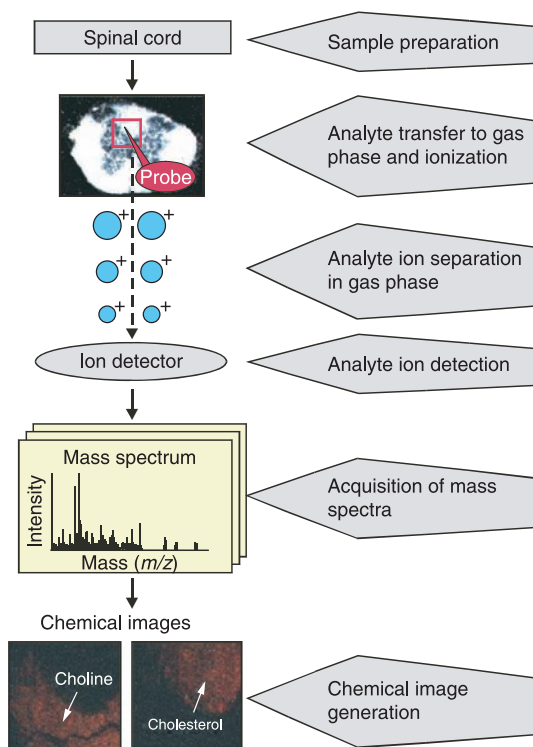 Spinal cord
Sample preparation
Analyte transfer to gas
phase and ionization
Probe
+ +
+ +
+ +
Analyte ion separation
in gas phase
Ion detector
Analyte ion detection
Mass spectrum
Intensity
Mass (m/z)
Acquisition of mass
spectra
Chemical images
Choline
Cholesterol
Chemical image
generation